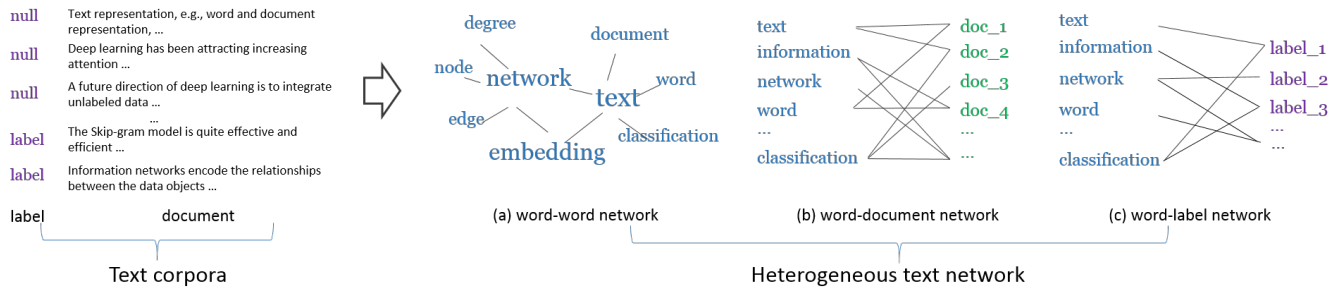 null
Text representation, e.g., word and document
representation, ...
null
Deep learning has been attracting increasing
attention ...
null
A future direction of deep learning is to integrate
unlabeled data ...
...
label
The Skip-gram model is quite effective and
efficient ...
label
Information networks encode the relationships
between the data objects ...
label
document
Text corpora
degree
document
node
network
word
text
edge
classification
embedding
(a) word-word network
text
information
network
word
...
classification
doc_1
doc_2
doc_3
doc_4
...
...
(b) word-document network
text
information
network
word
...
classification
label_1
label_2
label_3
...
...
(c) word-label network
Heterogeneous text network